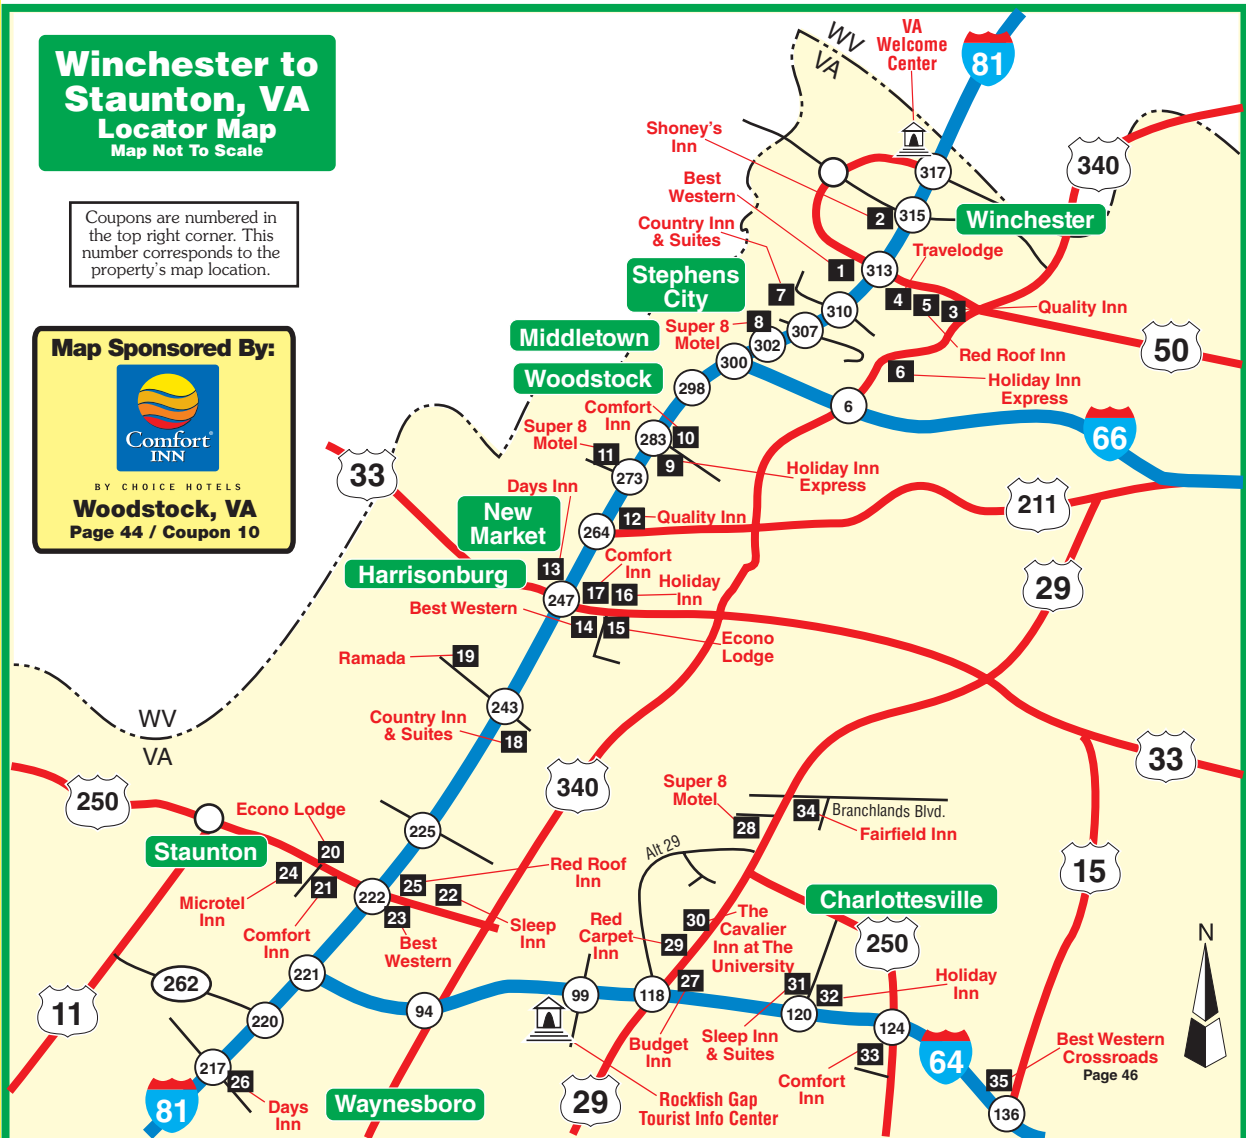 Winchester to
Staunton, VA
Locator Map
Map Not To Scale
Coupons are numbered in
the top right corner. This
number corresponds to the
property's map location.
Map Sponsored By:
Comfort®
INN
BY CHOICE HOTELS
Woodstock, VA
Page 44 / Coupon 10
WV
VA
VA
Welcome
Center
81
340
317
Shoney's
Inn
2
315
Winchester
Best
Western
1
313
Travelodge
Country Inn
& Suites
7
4
5
3
Quality Inn
Stephens
City
310
Red Roof Inn
50
Middletown
Super 8
Motel
8
307
302
300
6
Holiday Inn
Express
Woodstock
298
6
66
Comfort
Inn
10
283
Super 8
Motel
11
9
Holiday Inn
Express
273
33
Days Inn
New
Market
12
Quality Inn
264
211
13
Comfort
Inn
29
Harrisonburg
17
16
Holiday
Inn
247
Best Western
14
15
Econo
Lodge
Ramada
19
243
WV
VA
Country Inn
& Suites
18
33
340
250
Super 8
Motel
28
34
Branchlands Blvd.
Fairfield Inn
Econo Lodge
225
Alt 29
Staunton
20
24
21
Microtel
Inn
222
25
22
Red Roof
Inn
15
23
Comfort
Inn
Best
Western
Sleep
Inn
Charlottesville
250
Red
Carpet
Inn
30
The
Cavalier
Inn at The
University
29
N
221
262
27
31
32
Holiday
Inn
99
118
120
94
11
220
124
Budget
Inn
Sleep Inn
& Suites
33
64
Comfort
Inn
Best Western
Crossroads
Page 46
35
217
26
81
Days
Inn
Waynesboro
29
Rockfish Gap
Tourist Info Center
136